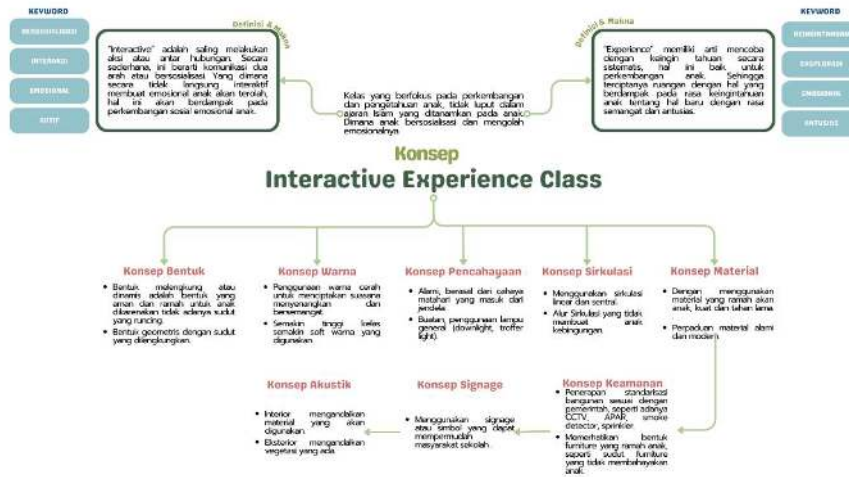 KEYWORD
BERSOSIALISASI
INTERAKSI
EMOSIONAL
Definisi & Makna
"Interactive" adalah saling melakukan
aksi atau antar hubungan. Secara
sederhana, ini berarti komunikasi dua
arah atau bersosialisasi. Yang dimana
secara tidak langsung interaktif
membuat emosional anak akan terolah,
hal ini akan berdampak pada
perkembangan sosial emosional anak.
Kelas yang berfokus pada perkembangan
dan pengetahuan anak, tidak luput dalam
ajaran Islam yang ditanamkan pada anak.
Dimana anak bersosialisasi dan mengolah
emosionalnya.
Definisi & Makna
"Experience" memiliki arti mencoba
dengan keingin tahuan secara
sistematis, hal ini baik untuk
perkembangan anak. Sehingga
terciptanya ruangan dengan hal yang
berdampak pada rasa keingintahuan
anak tentang hal baru dengan rasa
semangat dan antusias.
KEYWORD
KEINGINTAHUAN
EKSPLORASI
EMOSIONAL
ANTUSIAS
Konsep
Interactive Experience Class
Konsep Bentuk
• Bentuk melengkung atau
dinamis adalah bentuk yang
aman dan ramah untuk anak
dikarenakan tidak adanya sudut
yang runcing.
• Bentuk geometris dengan sudut
yang dilengkungkan.
Konsep Warna
• Penggunaan warna cerah
untuk menciptakan suasana
menyenangkan dan
bersemangat.
• Semakin tinggi kelas
semakin soft warna yang
digunakan.
Konsep Pencahayaan
• Alami, berasal dari cahaya
matahari yang masuk dari
jendela.
• Buatan, penggunaan lampu
general (downlight, troffer
light).
Konsep Sirkulasi
• Menggunakan sirkulasi
linear dan sentral.
• Alur Sirkulasi yang tidak
membuat anak
kebingungan.
Konsep Material
• Dengan menggunakan
material yang ramah akan
anak, kuat dan tahan lama.
• Perpaduan material alami
dan modern.
Konsep Akustik
• Interior mengandalkan
material yang akan
digunakan.
• Eksterior mengandalkan
vegetasi yang ada.
Konsep Signage
• Menggunakan signage
atau simbol yang dapat
mempermudah
masyarakat sekolah.
Konsep Keamanan
• Penerapan standarisasi
bangunan sesuai dengan
pemerintah, seperti adanya
CCTV, APAR, smoke
detector, sprinkler.
• Memerhatikan bentuk
furniture yang ramah anak,
seperti sudut furniture
yang tidak membahayakan
anak.